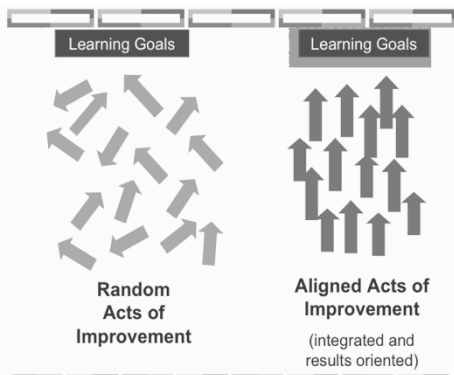 Learning Goals
Learning Goals
Random
Acts of
Improvement
Aligned Acts of
Improvement
(integrated and
results oriented)